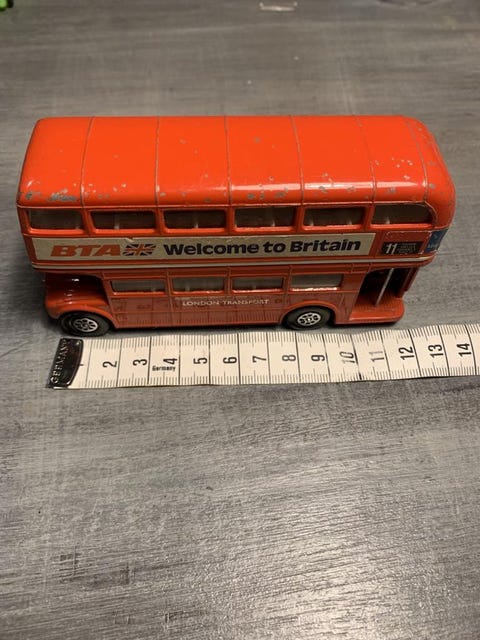 BTA Welcome to Britain
11
LONDON TRANSPORT
GERMANY 2 3 4 5 6 7 8 9 10 11 12 13 14
Germany